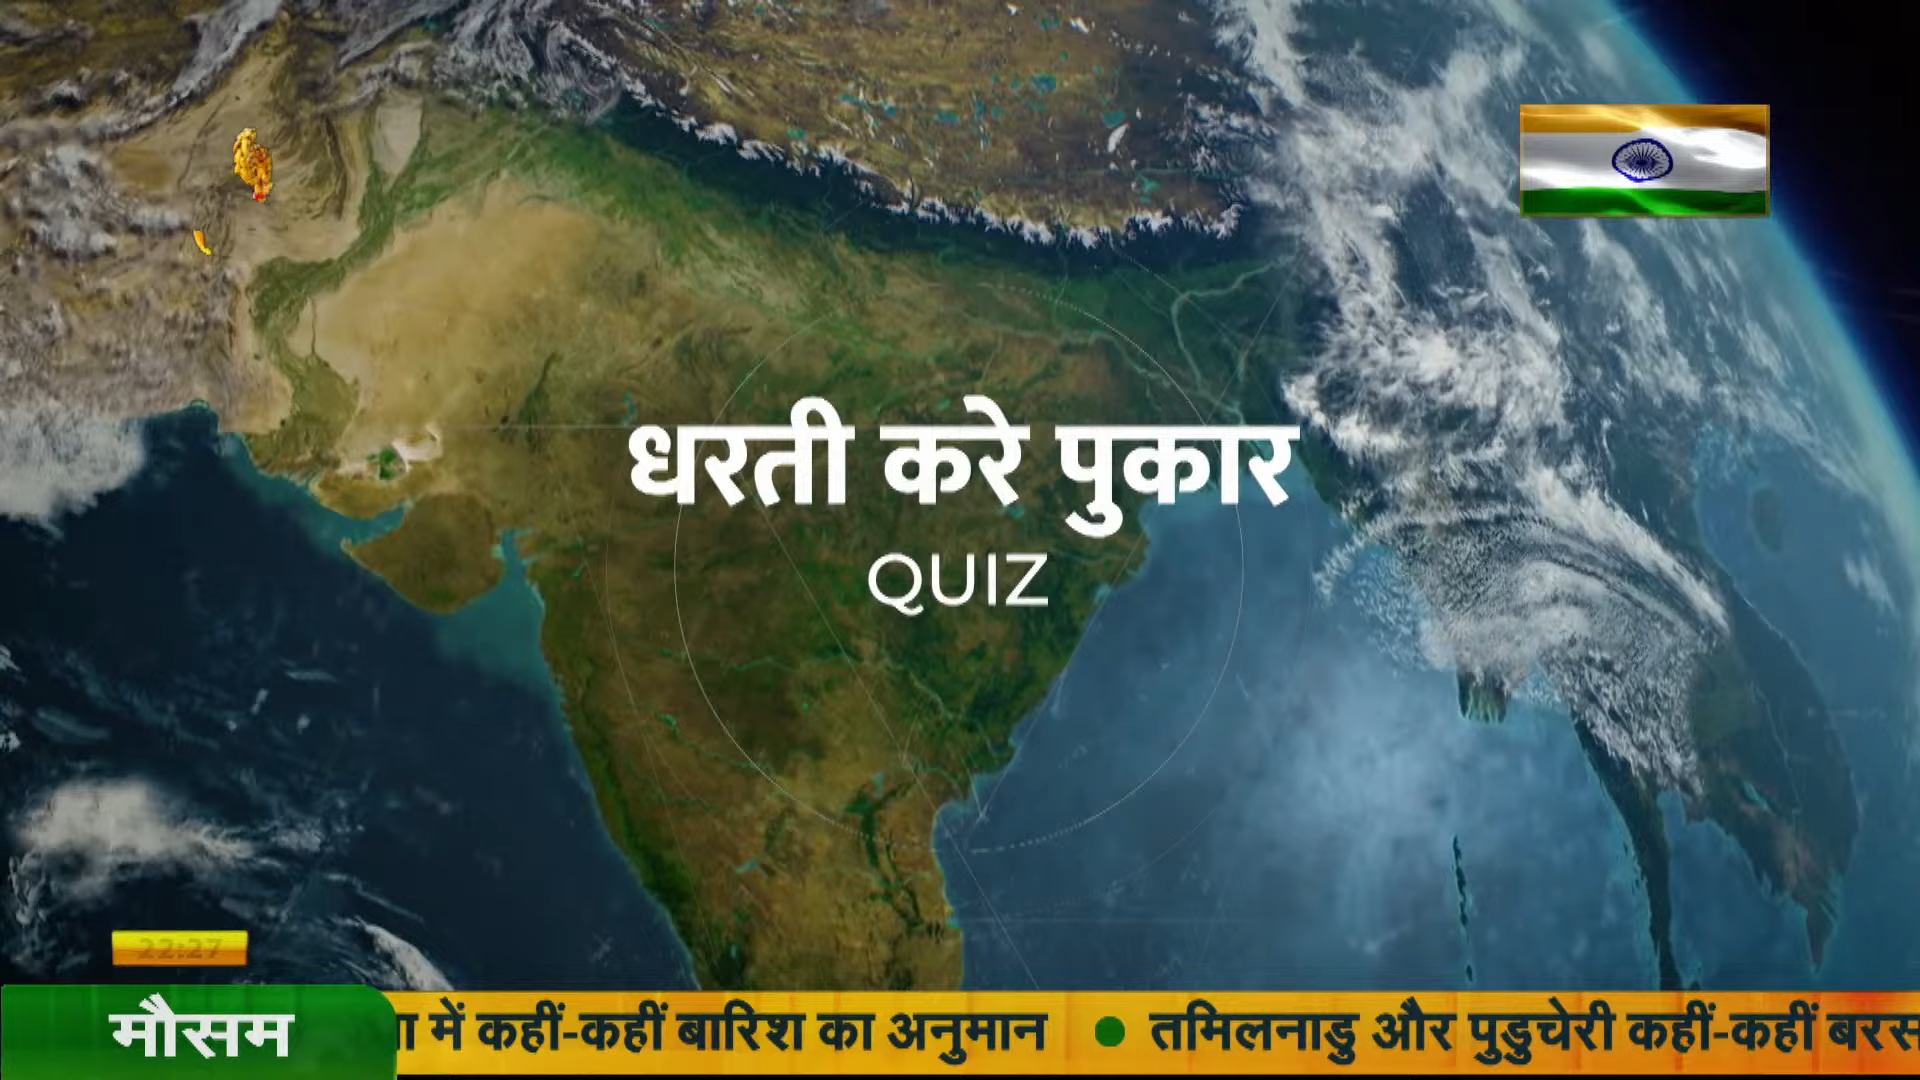 धरती करे पुकार
QUIZ
22:27
मौसम
में कहीं-कहीं बारिश का अनुमान ● तमिलनाडु और पुडुचेरी कहीं-कहीं